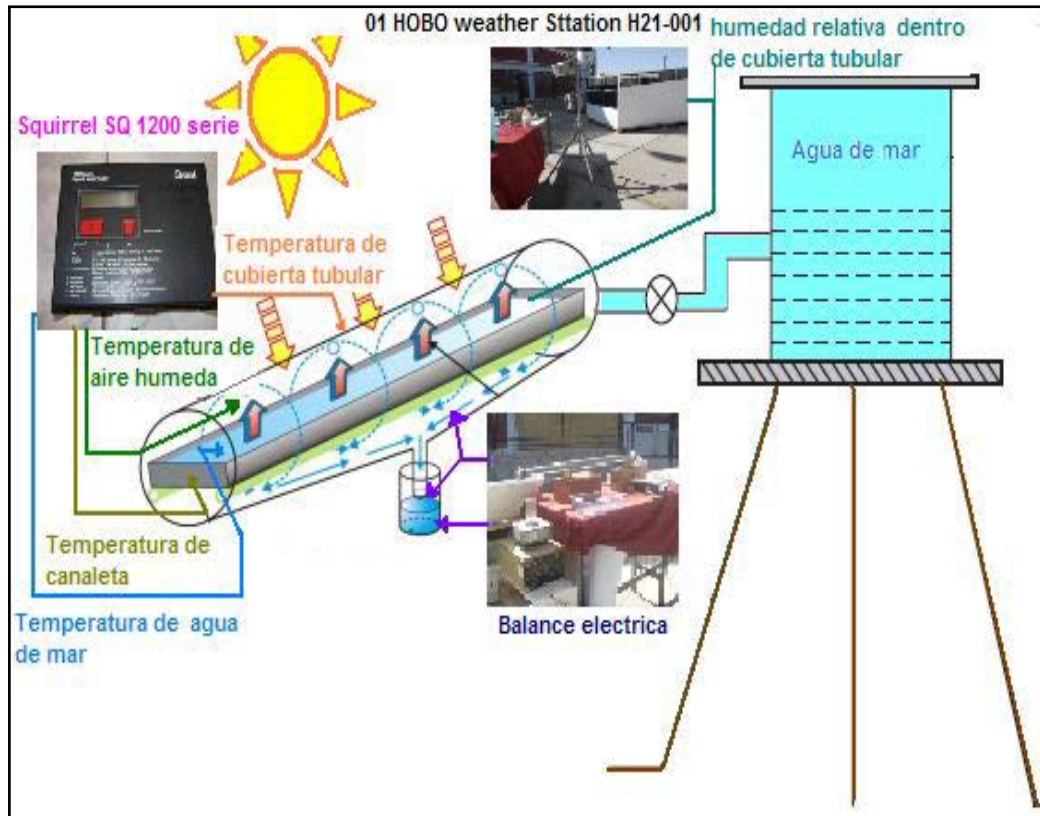 01 HOBO weather Sttation H21-001
humedad relativa dentro
de cubierta tubular
Squirrel SQ 1200 serie
Agua de mar
Temperatura de
cubierta tubular
Temperatura de
aire humeda
Temperatura de
canaleta
Temperatura de agua
de mar
Balance electrica